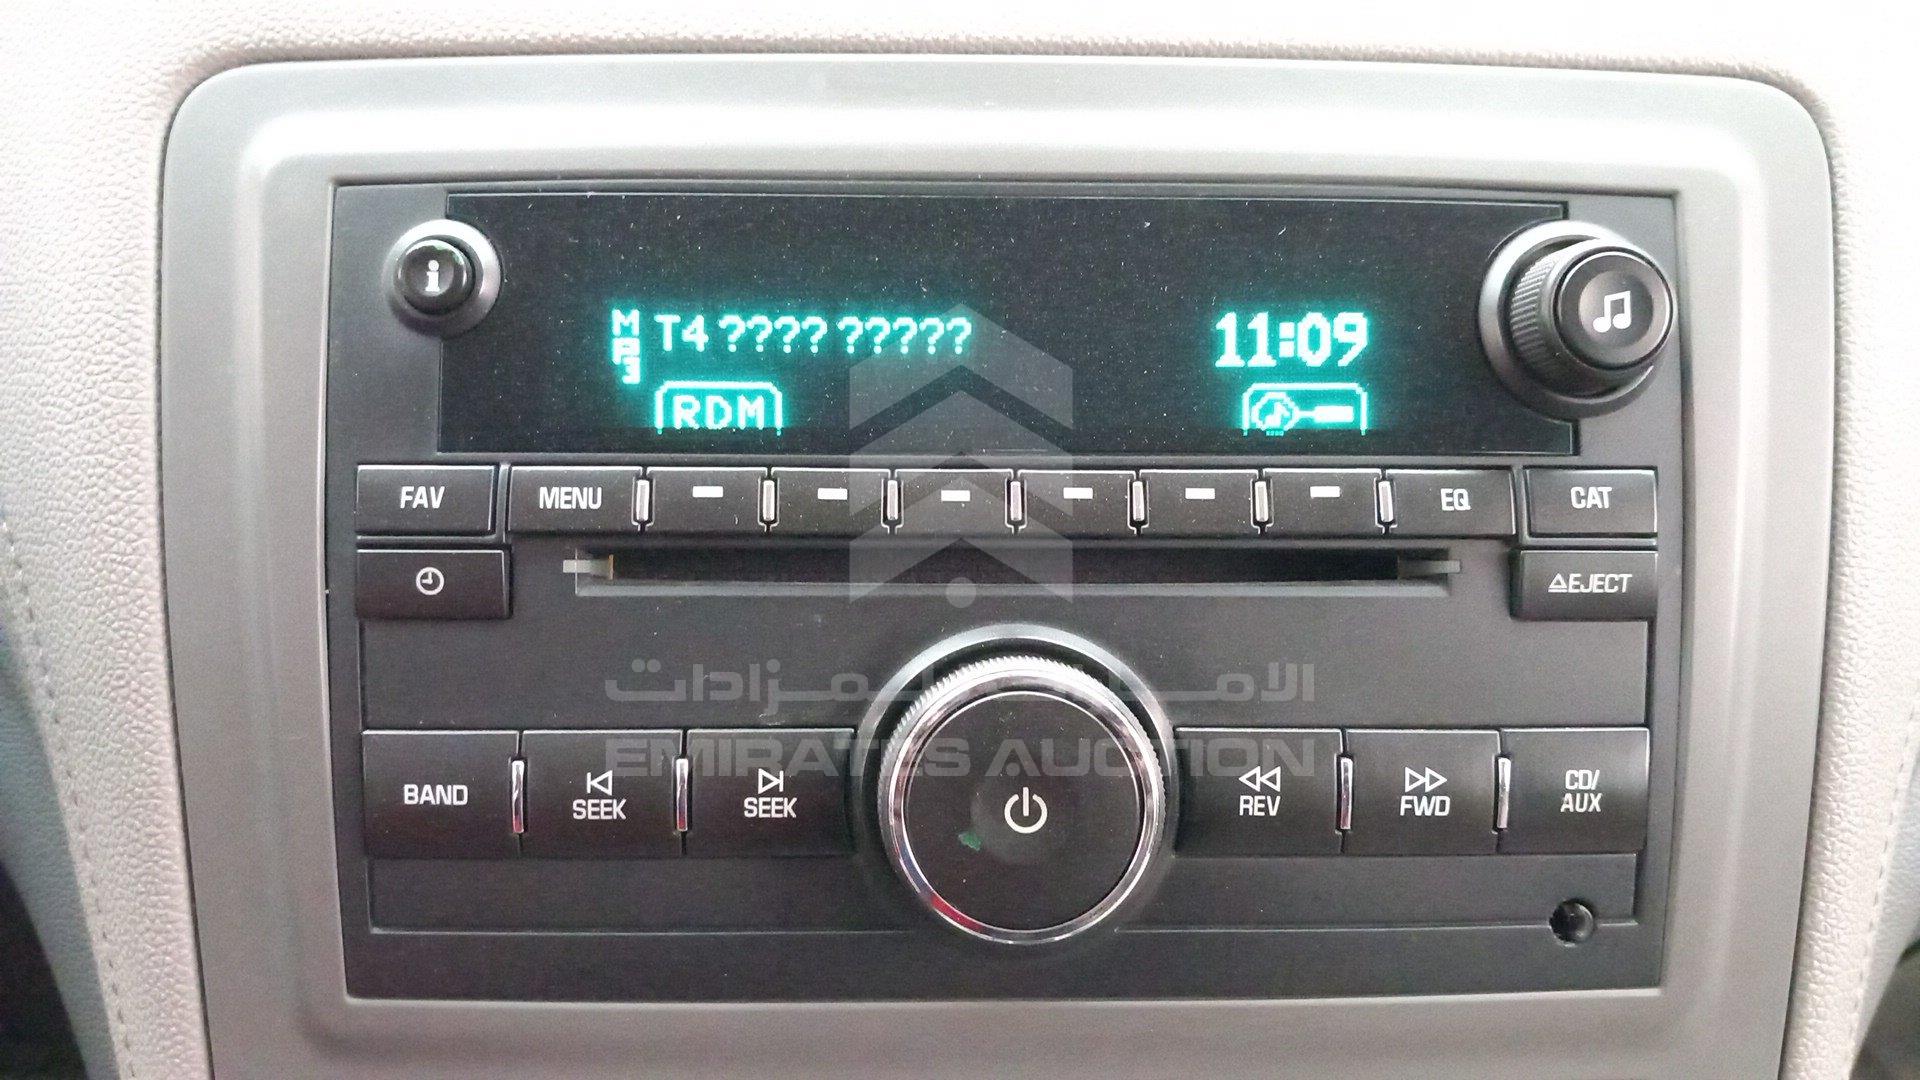 i
MP3 T4 ???? ????? 11:09
RDM
FAV MENU EQ CAT
EJECT
الامارات للمزادات
EMIRATES AUCTION
BAND SEEK SEEK REV FWD CD/AUX